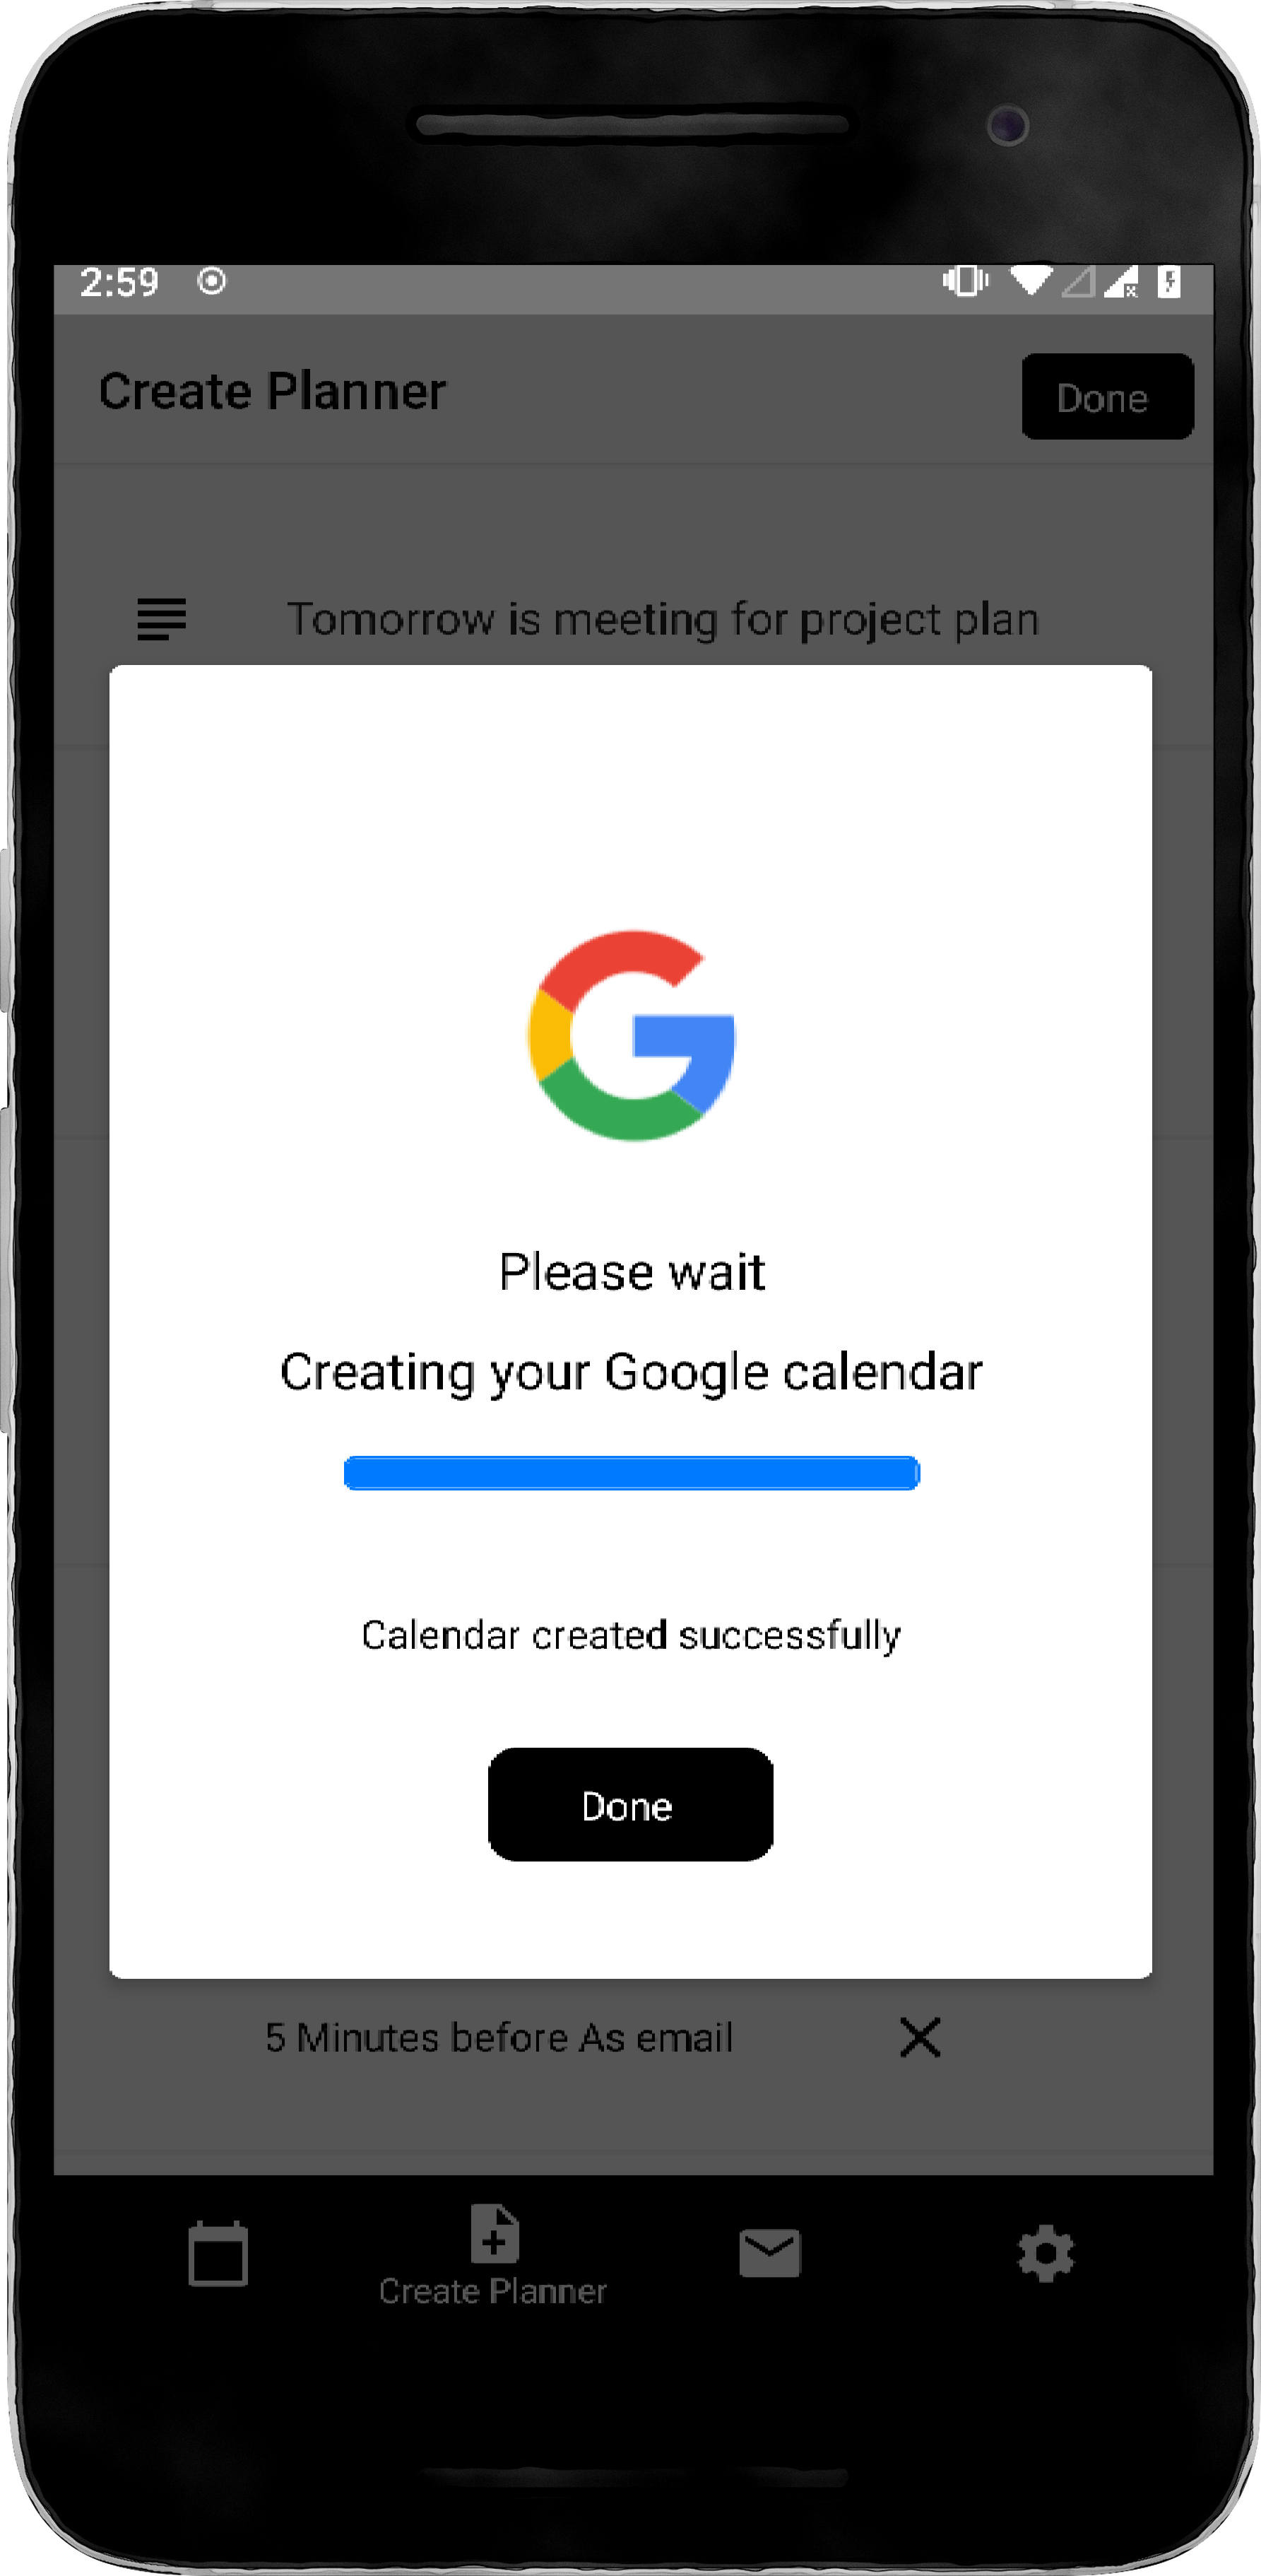 2:59
Create Planner
Done
Tomorrow is meeting for project plan
Please wait
Creating your Google calendar
Calendar created successfully
Done
5 Minutes before As email
Create Planner